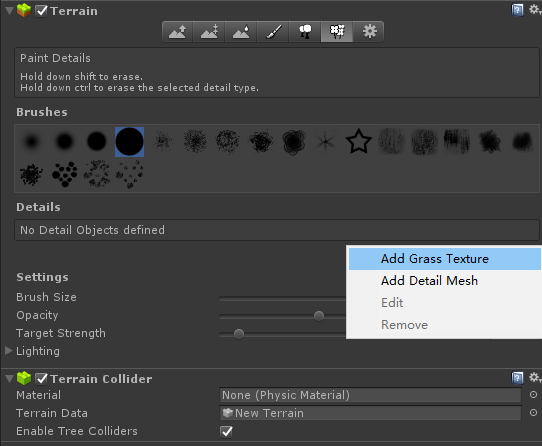 Terrain
Paint Details
Hold down shift to erase.
Hold down ctrl to erase the selected detail type.
Brushes
Details
No Detail Objects defined
Add Grass Texture
Add Detail Mesh
Edit
Remove
Settings
Brush Size
Opacity
Target Strength
Lighting
Terrain Collider
Material None (Physic Material)
Terrain Data New Terrain
Enable Tree Colliders